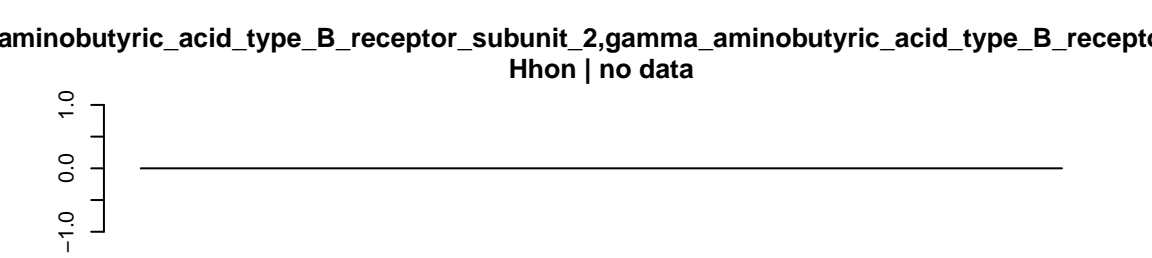 aminobutyric_acid_type_B_receptor_subunit_2,gamma_aminobutyric_acid_type_B_recepto
Hhon | no data
1.0
0.0
−1.0